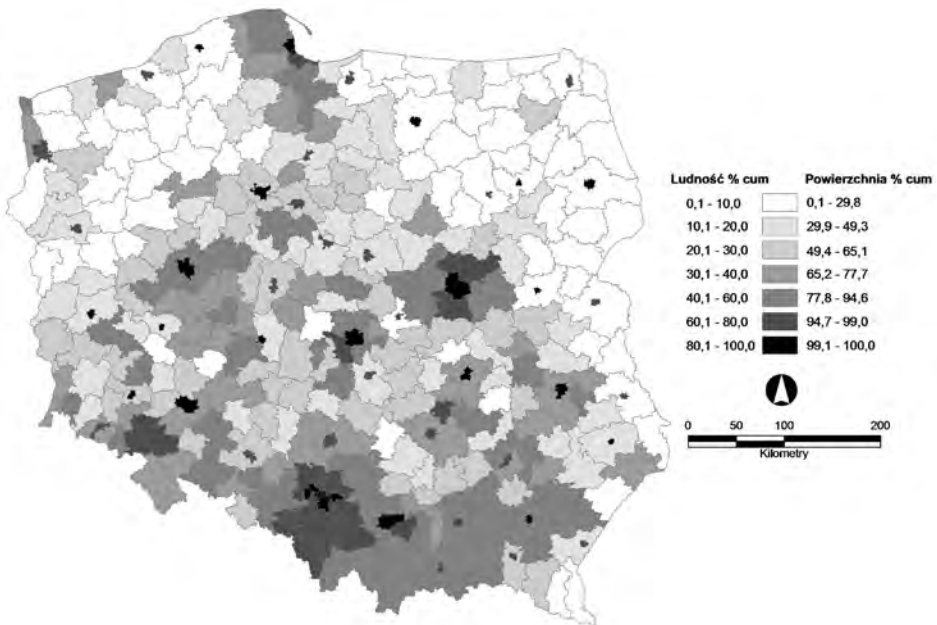 Ludność % cum Powierzchnia % cum
0,1 - 10,0 0,1 - 29,8
10,1 - 20,0 29,9 - 49,3
20,1 - 30,0 49,4 - 65,1
30,1 - 40,0 65,2 - 77,7
40,1 - 60,0 77,8 - 94,6
60,1 - 80,0 94,7 - 99,0
80,1 - 100,0 99,1 - 100,0
0 50 100 200
Kilometry